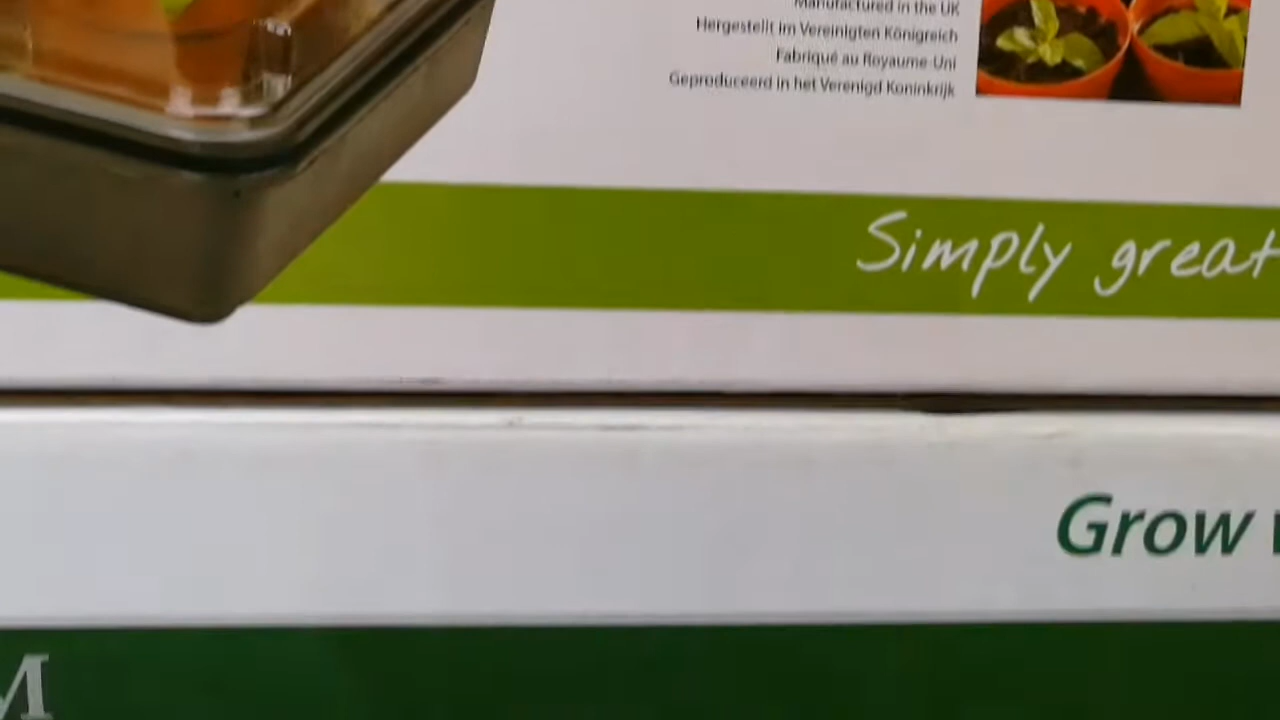 Manufactured in the UK
Hergestellt im Vereinigten Königreich
Fabriqué au Royaume-Uni
Geproduceerd in het Verenigd Koninkrijk
Simply great
Grow
M